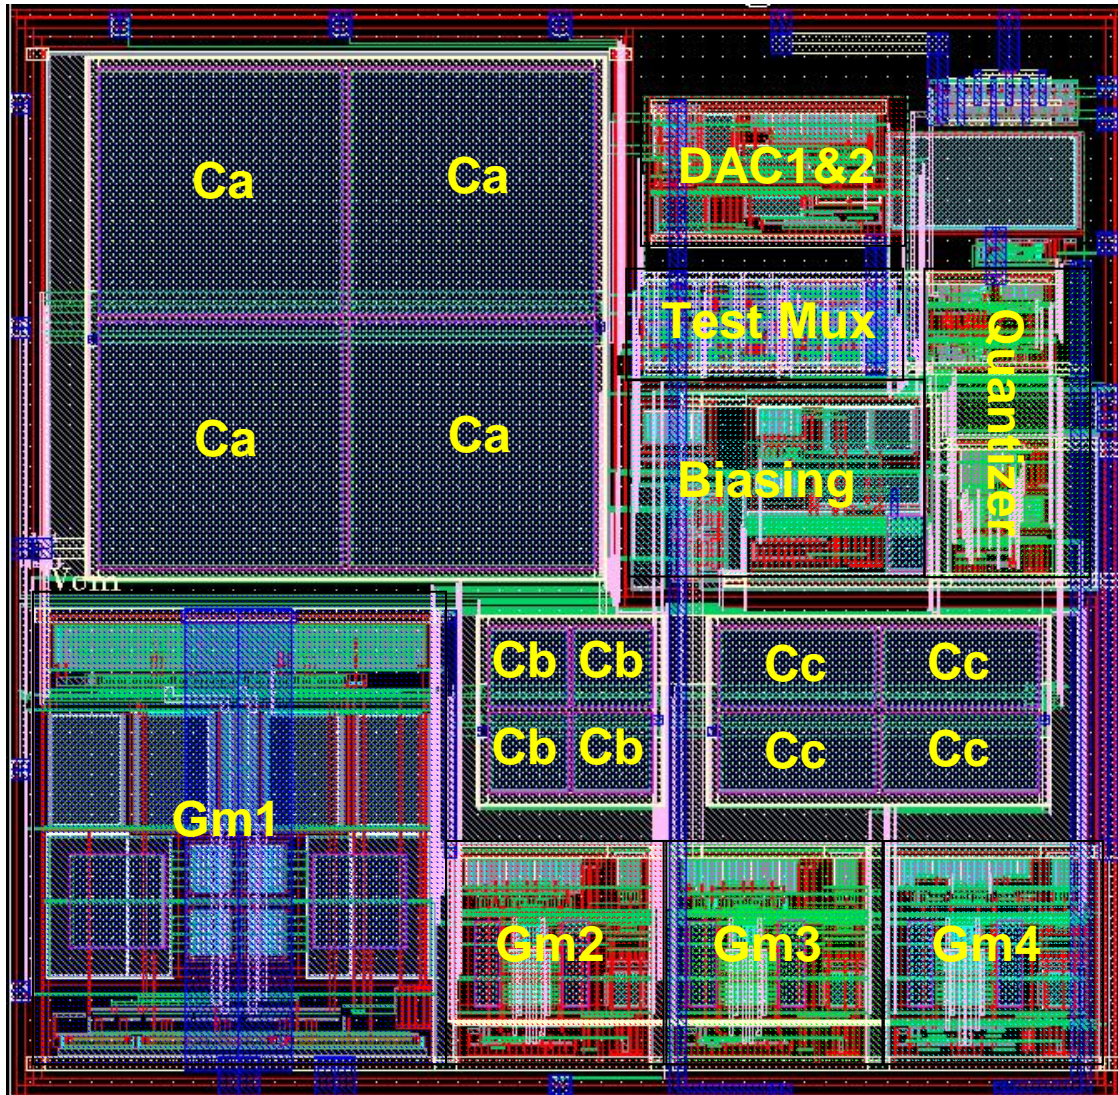 Ca Ca
DAC1&2
Test Mux
Quantizer
Ca Ca
Biasing
Vcm
Cb Cb Cc Cc
Cb Cb Cc Cc
Gm1
Gm2 Gm3 Gm4